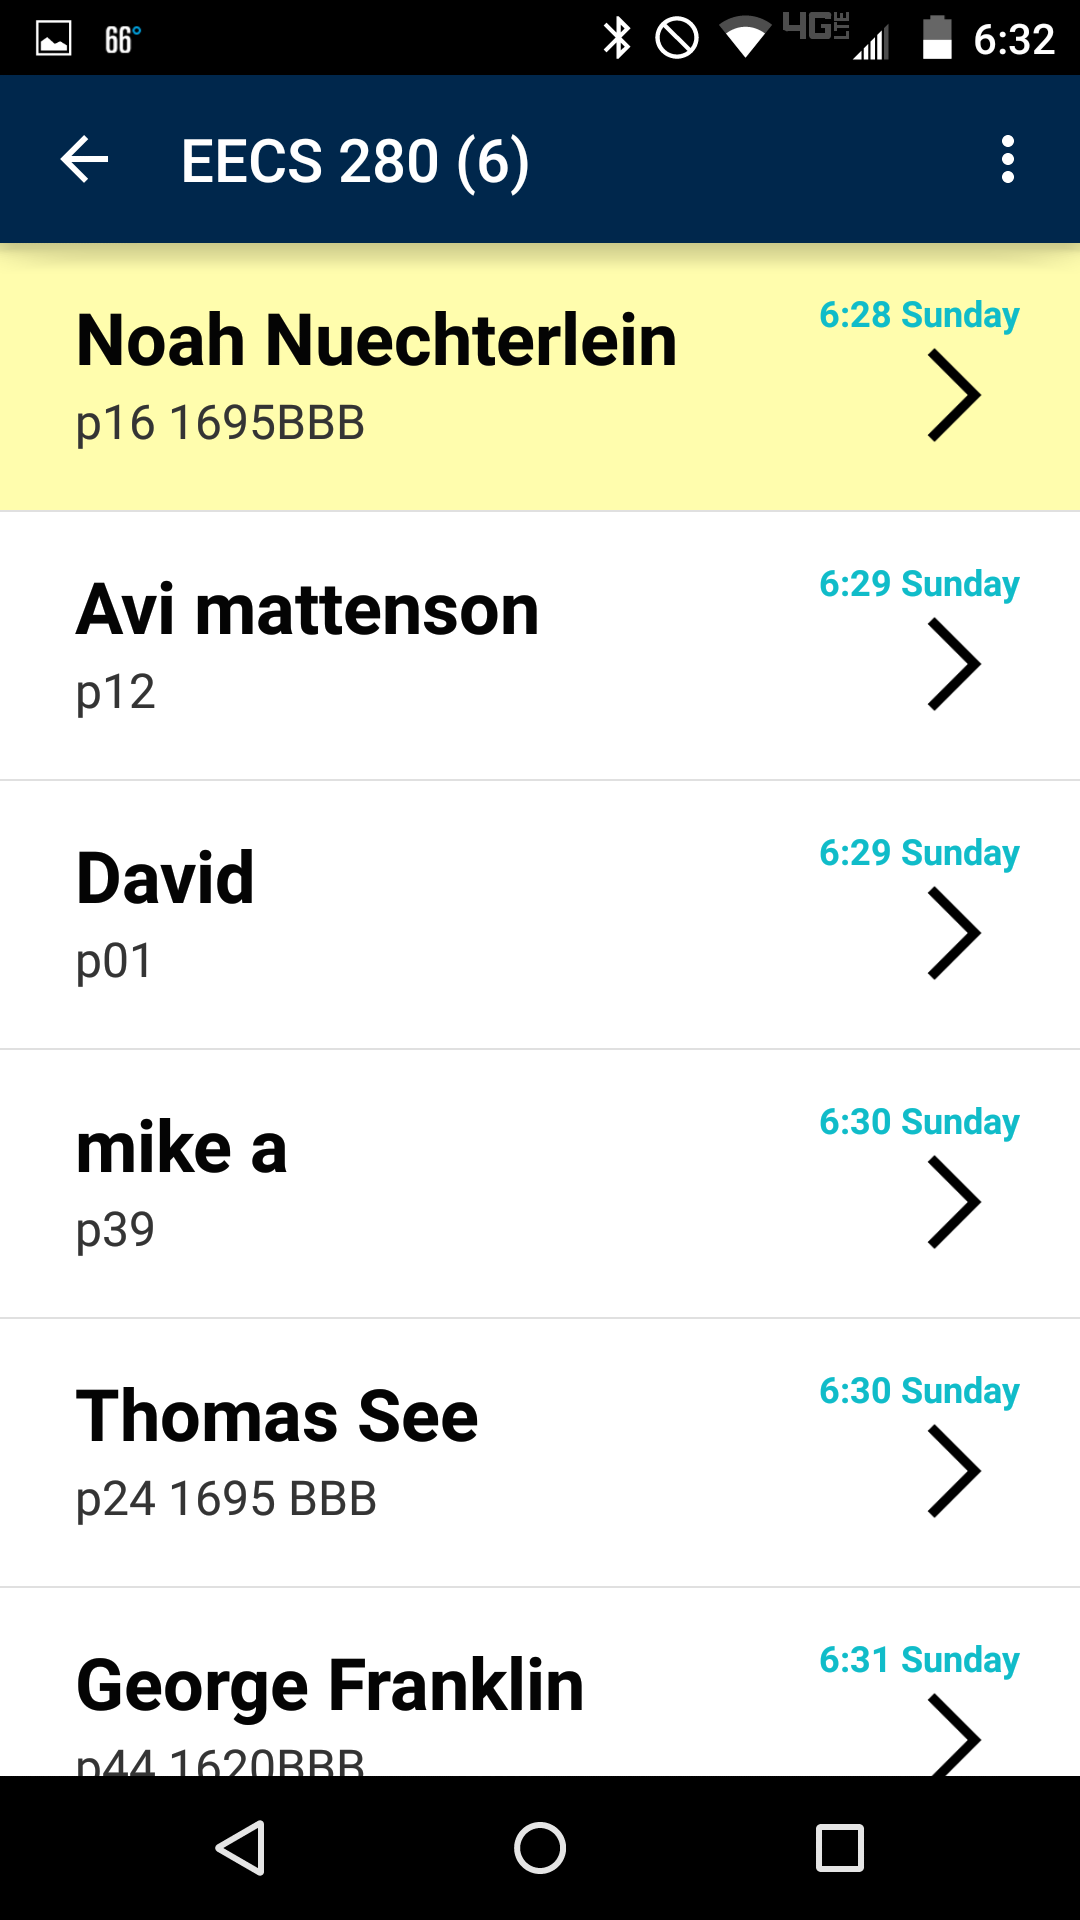 66°
4G LTE
6:32
EECS 280 (6)
Noah Nuechterlein
6:28 Sunday
p16 1695BBB
Avi mattenson
6:29 Sunday
p12
David
6:29 Sunday
p01
mike a
6:30 Sunday
p39
Thomas See
6:30 Sunday
p24 1695 BBB
George Franklin
6:31 Sunday
p44 1620BBB